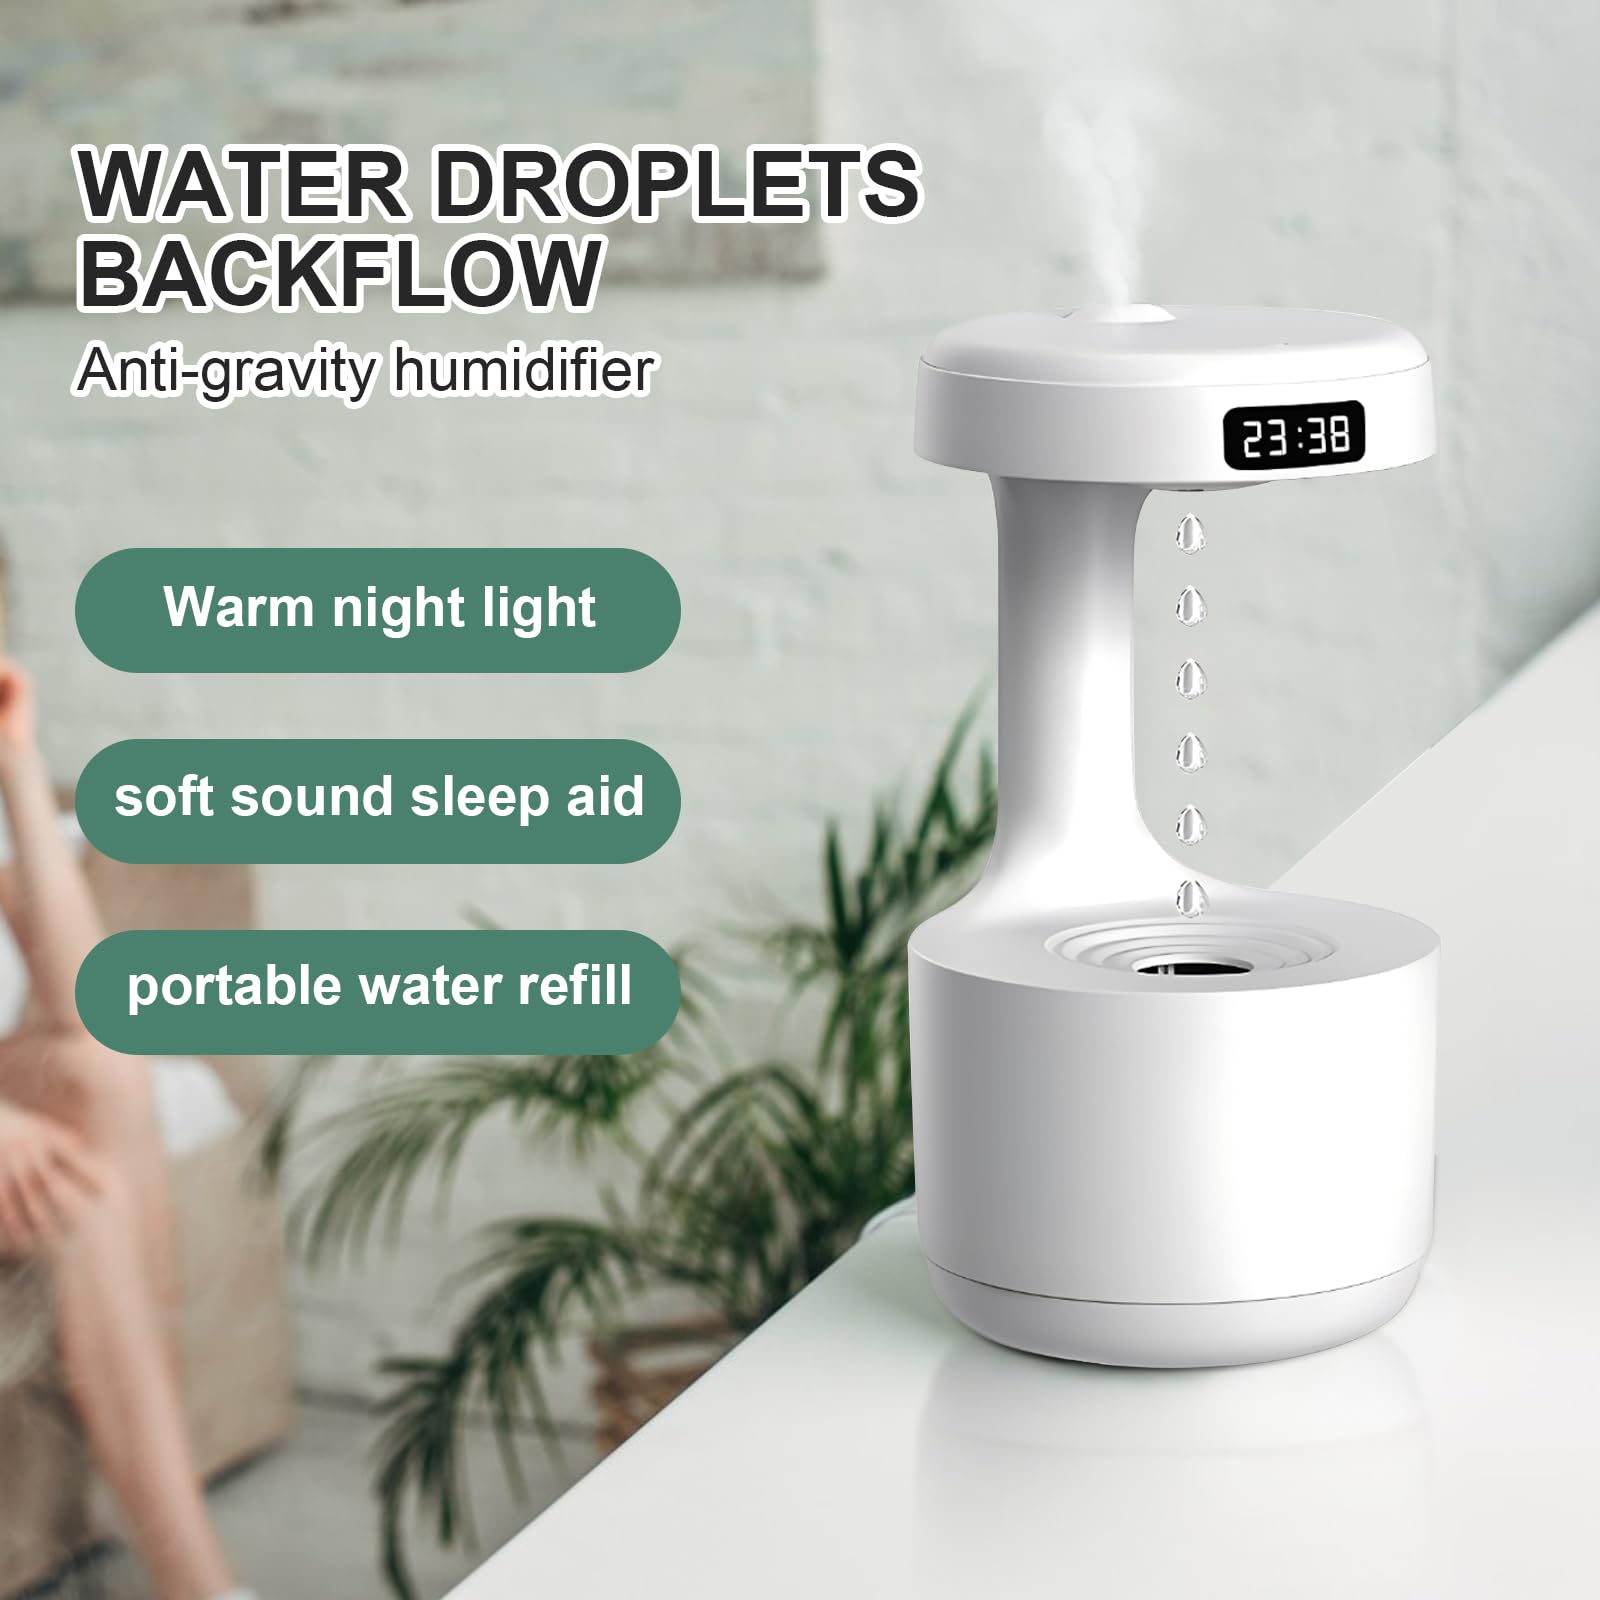 WATER DROPLETS
BACKFLOW
Anti-gravity humidifier
23:38
Warm night light
soft sound sleep aid
portable water refill